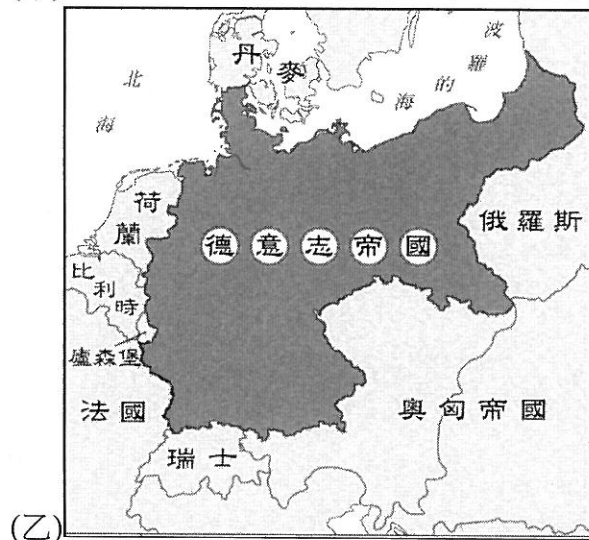 丹麥
北海
波羅的海
荷蘭
俄羅斯
德意志帝國
比利時
盧森堡
法國
奧匈帝國
瑞士
(乙)